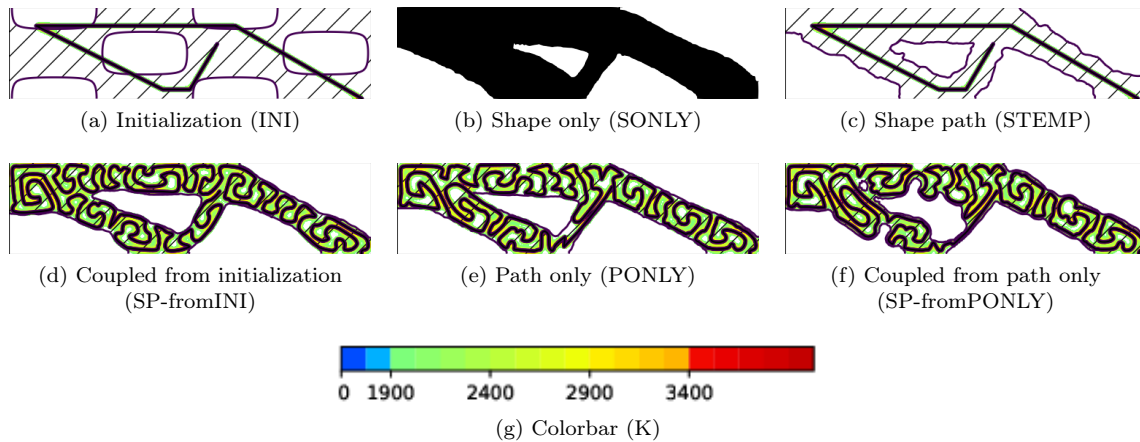 (a) Initialization (INI)
(b) Shape only (SONLY)
(c) Shape path (STEMP)
(d) Coupled from initialization
(SP-fromINI)
(e) Path only (PONLY)
(f) Coupled from path only
(SP-fromPONLY)
0 1900 2400 2900 3400
(g) Colorbar (K)